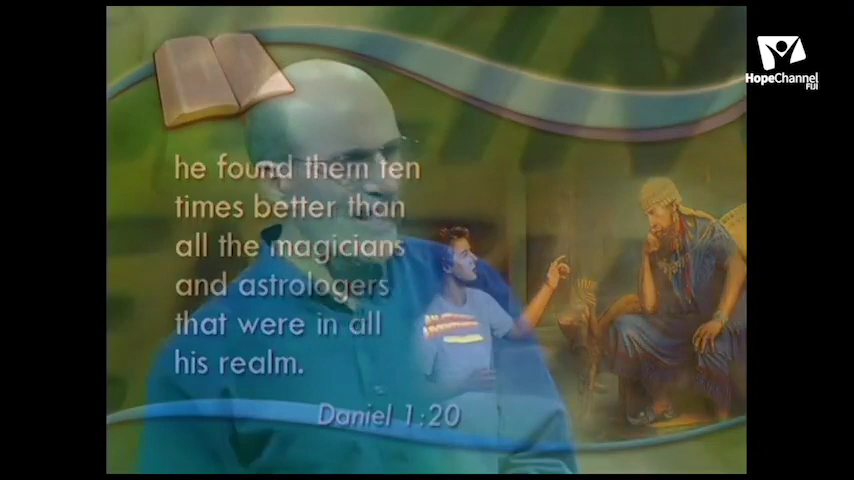 HopeChannel
FIJI
he found them ten
times better than
all the magicians
and astrologers
that were in all
his realm.
Daniel 1:20